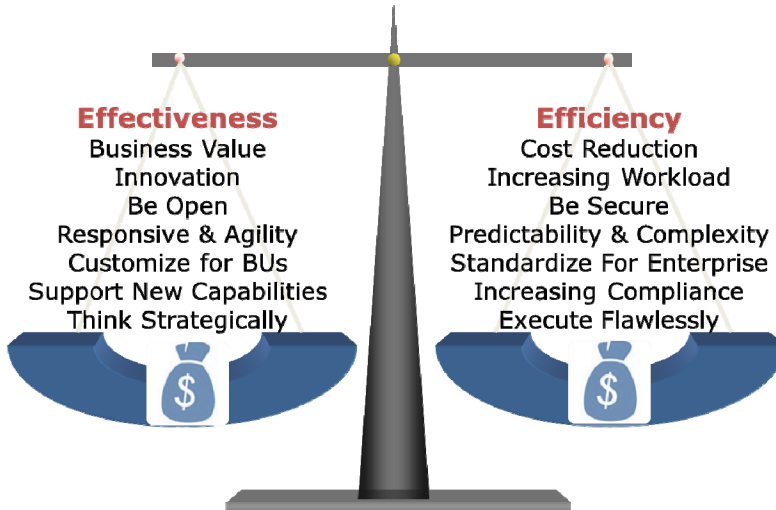 Effectiveness
Business Value
Innovation
Be Open
Responsive & Agility
Customize for BUs
Support New Capabilities
Think Strategically
$
Efficiency
Cost Reduction
Increasing Workload
Be Secure
Predictability & Complexity
Standardize For Enterprise
Increasing Compliance
Execute Flawlessly
$